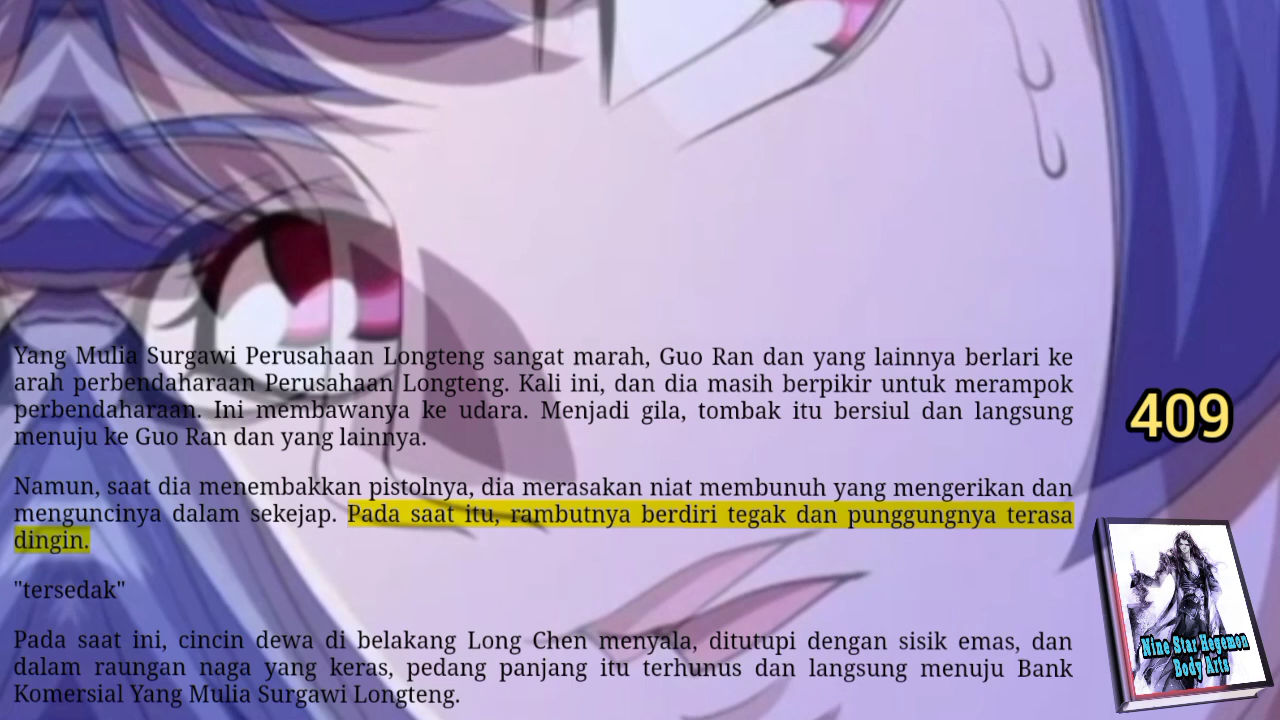 Yang Mulia Surgawi Perusahaan Longteng sangat marah, Guo Ran dan yang lainnya berlari ke
arah perbendaharaan Perusahaan Longteng. Kali ini, dan dia masih berpikir untuk merampok
perbendaharaan. Ini membawanya ke udara. Menjadi gila, tombak itu bersiul dan langsung
menuju ke Guo Ran dan yang lainnya.
Namun, saat dia menembakkan pistolnya, dia merasakan niat membunuh yang mengerikan dan
menguncinya dalam sekejap. Pada saat itu, rambutnya berdiri tegak dan punggungnya terasa
dingin.
"tersedak"
Pada saat ini, cincin dewa di belakang Long Chen menyala, ditutupi dengan sisik emas, dan
dalam raungan naga yang keras, pedang panjang itu terhunus dan langsung menuju Bank
Komersial Yang Mulia Surgawi Longteng.
409
Nine Star Hegemon
Body Arts